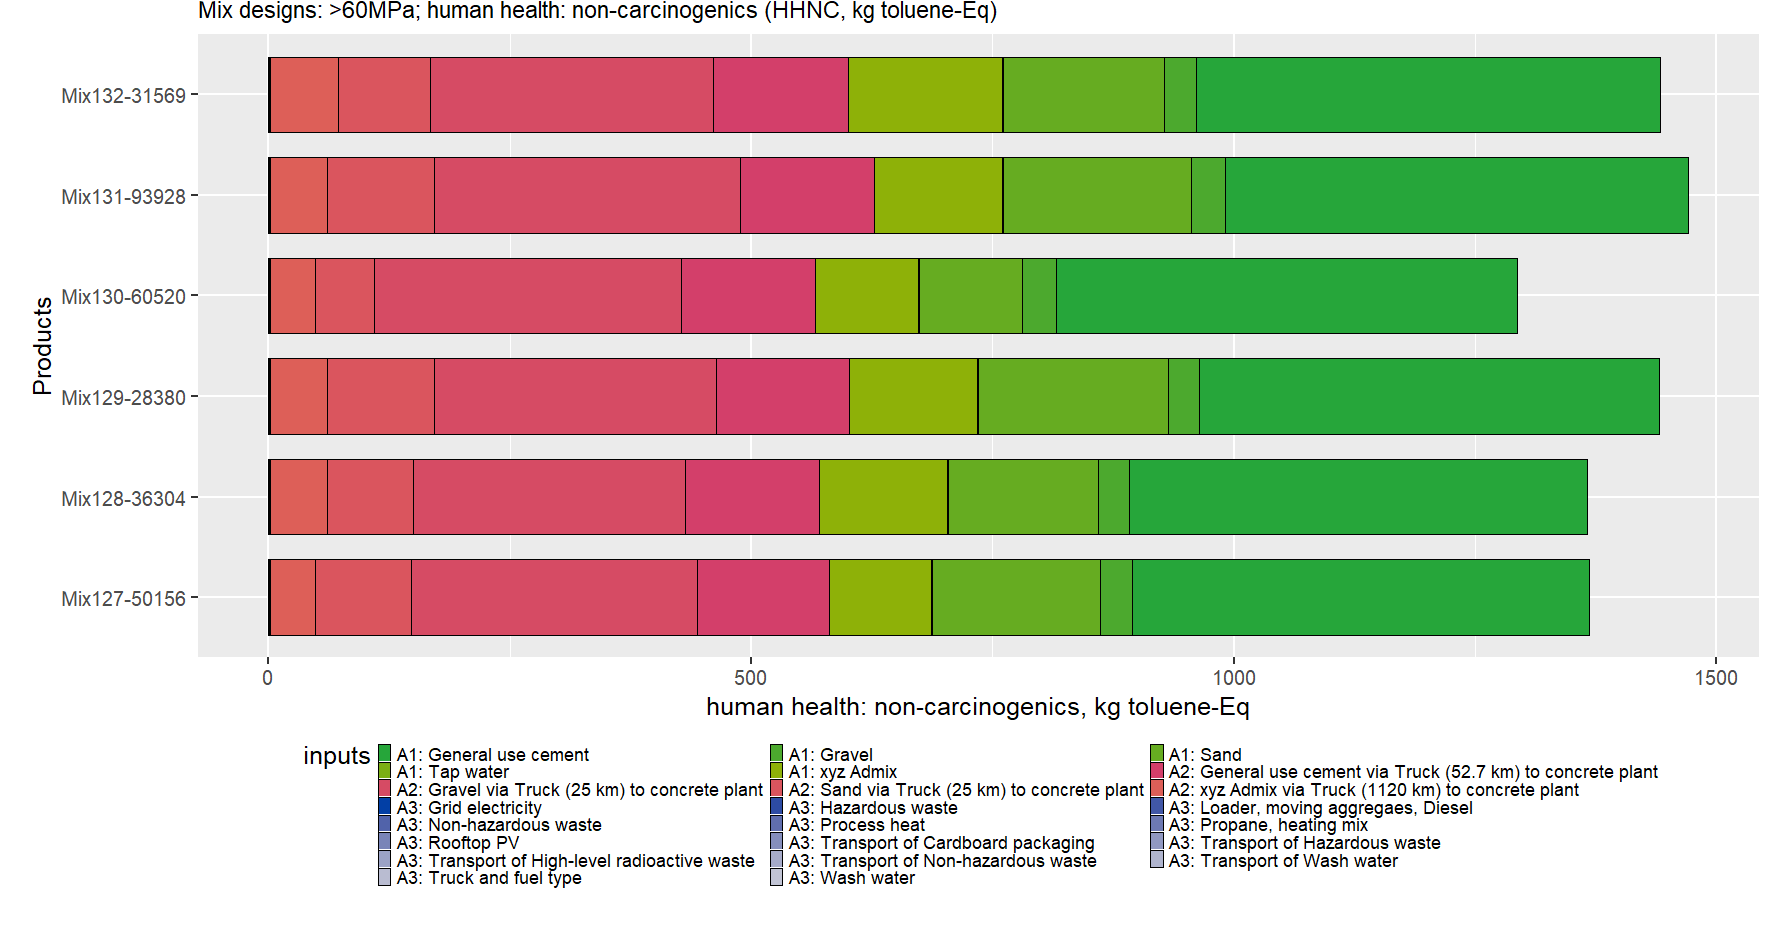 Mix designs: >60MPa; human health: non-carcinogenics (HHNC, kg toluene-Eq)
Products
Mix132-31569
Mix131-93928
Mix130-60520
Mix129-28380
Mix128-36304
Mix127-50156
0 500 1000 1500
human health: non-carcinogenics, kg toluene-Eq
inputs
A1: General use cement A1: Gravel A1: Sand
A1: Tap water A1: xyz Admix A2: General use cement via Truck (52.7 km) to concrete plant
A2: Gravel via Truck (25 km) to concrete plant A2: Sand via Truck (25 km) to concrete plant A2: xyz Admix via Truck (1120 km) to concrete plant
A3: Grid electricity A3: Hazardous waste A3: Loader, moving aggregaes, Diesel
A3: Non-hazardous waste A3: Process heat A3: Propane, heating mix
A3: Rooftop PV A3: Transport of Cardboard packaging A3: Transport of Hazardous waste
A3: Transport of High-level radioactive waste A3: Transport of Non-hazardous waste A3: Transport of Wash water
A3: Truck and fuel type A3: Wash water